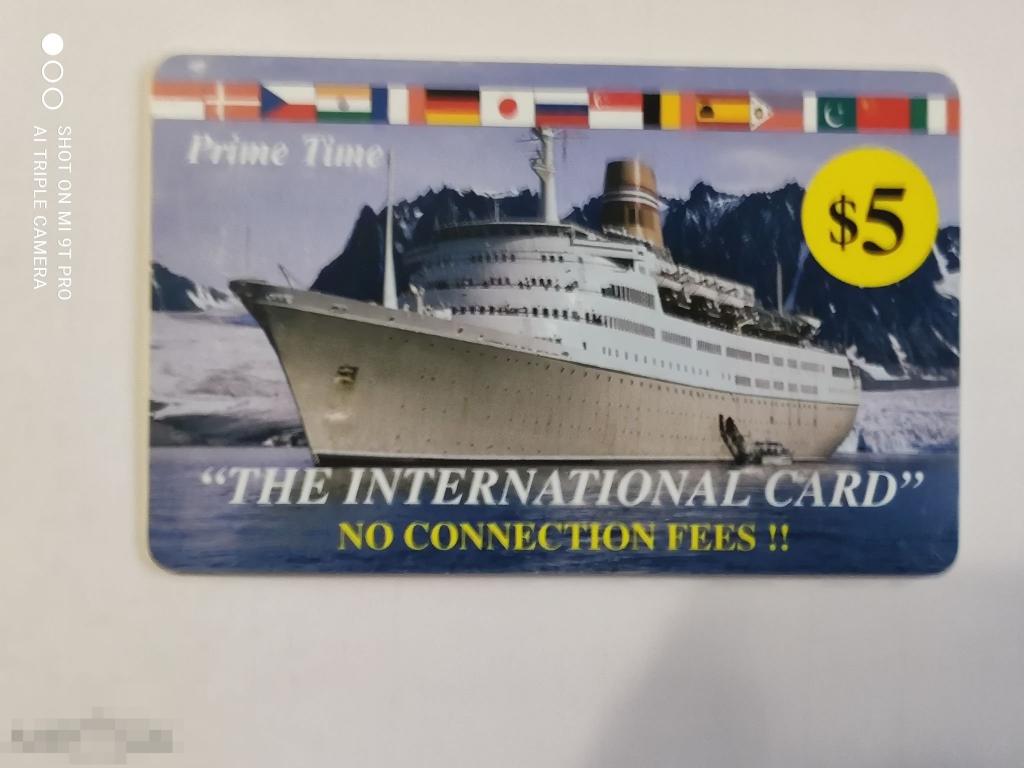 SHOT ON MI 9T PRO
AI TRIPLE CAMERA
Prime Time
$5
“THE INTERNATIONAL CARD”
NO CONNECTION FEES !!